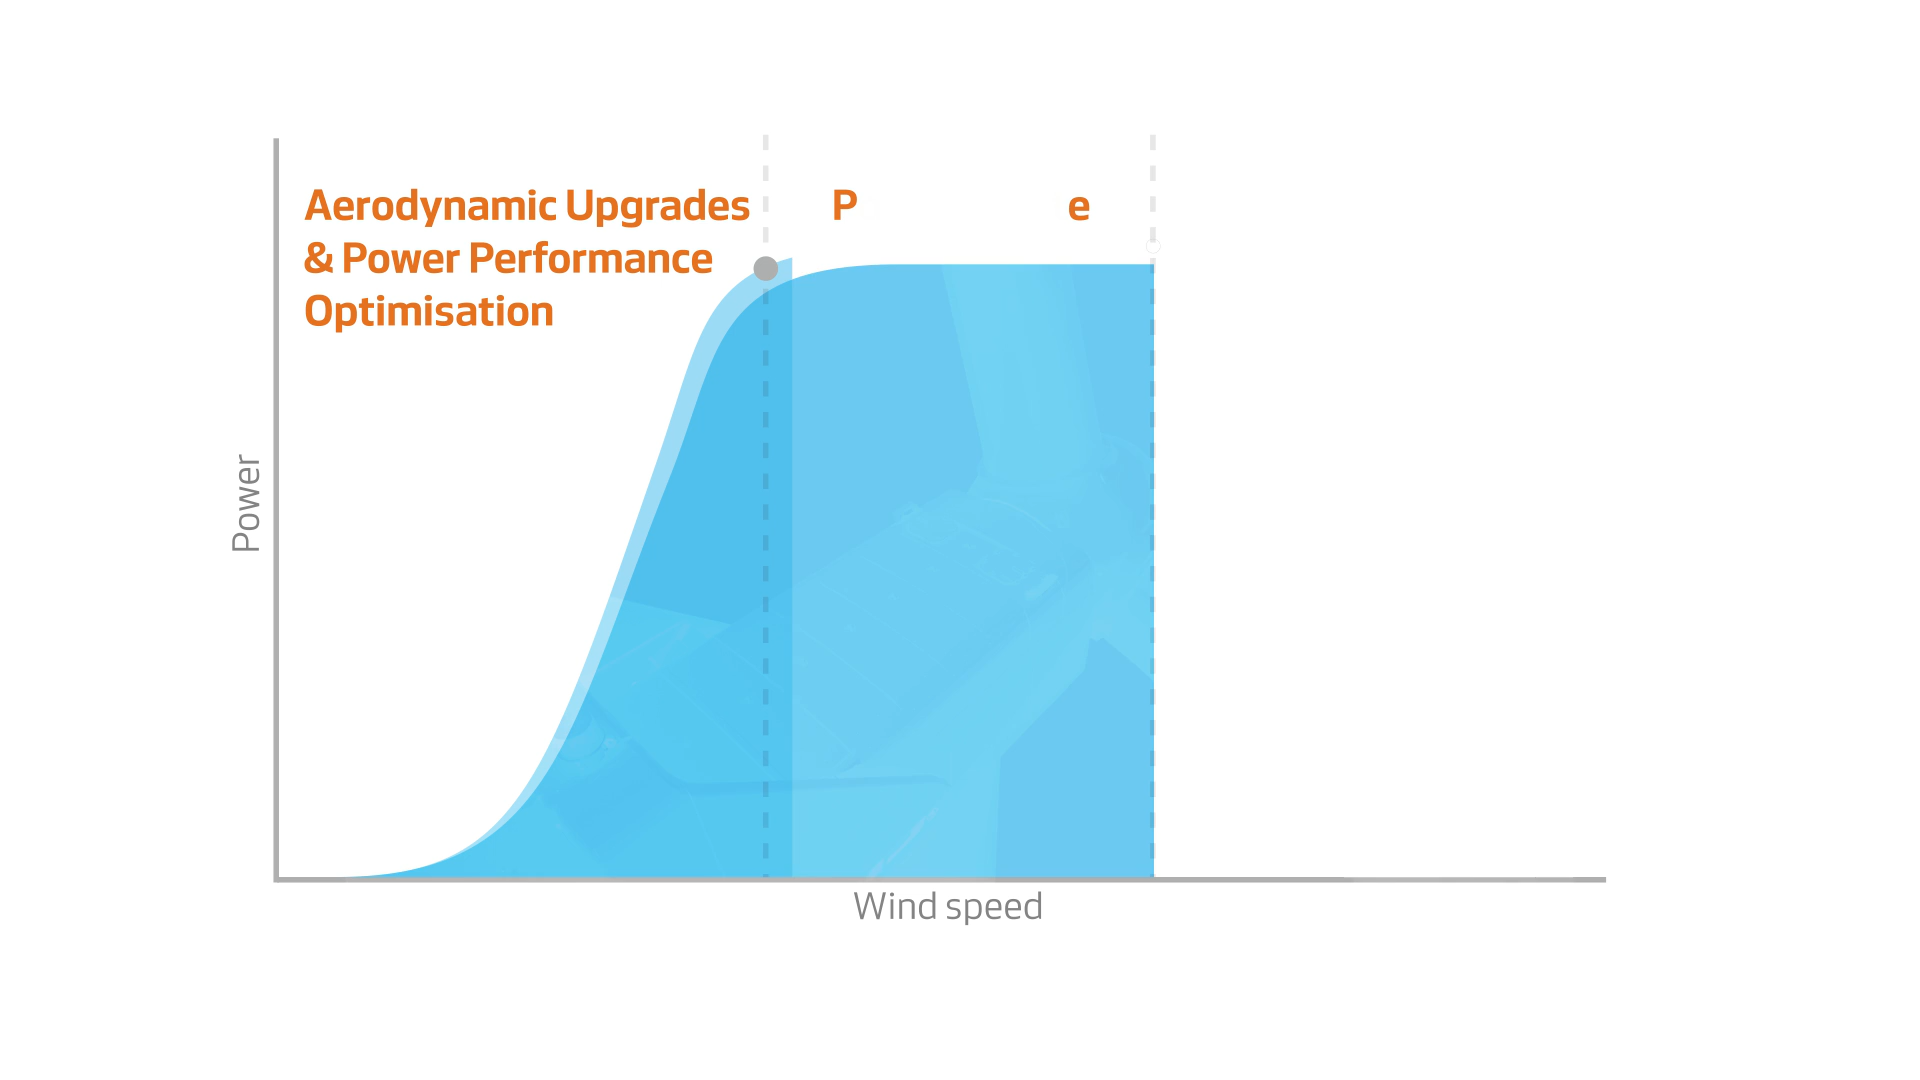 Aerodynamic Upgrades
& Power Performance
Optimisation
P e
Power
Wind speed